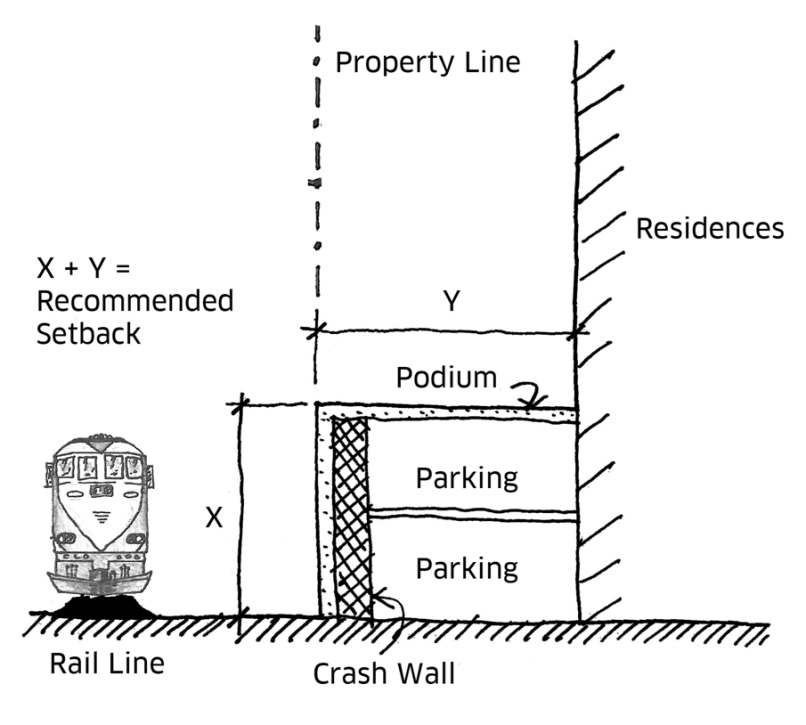 Property Line
Residences
X + Y =
Recommended
Setback
Y
Podium
Parking
X
Parking
Rail Line
Crash Wall